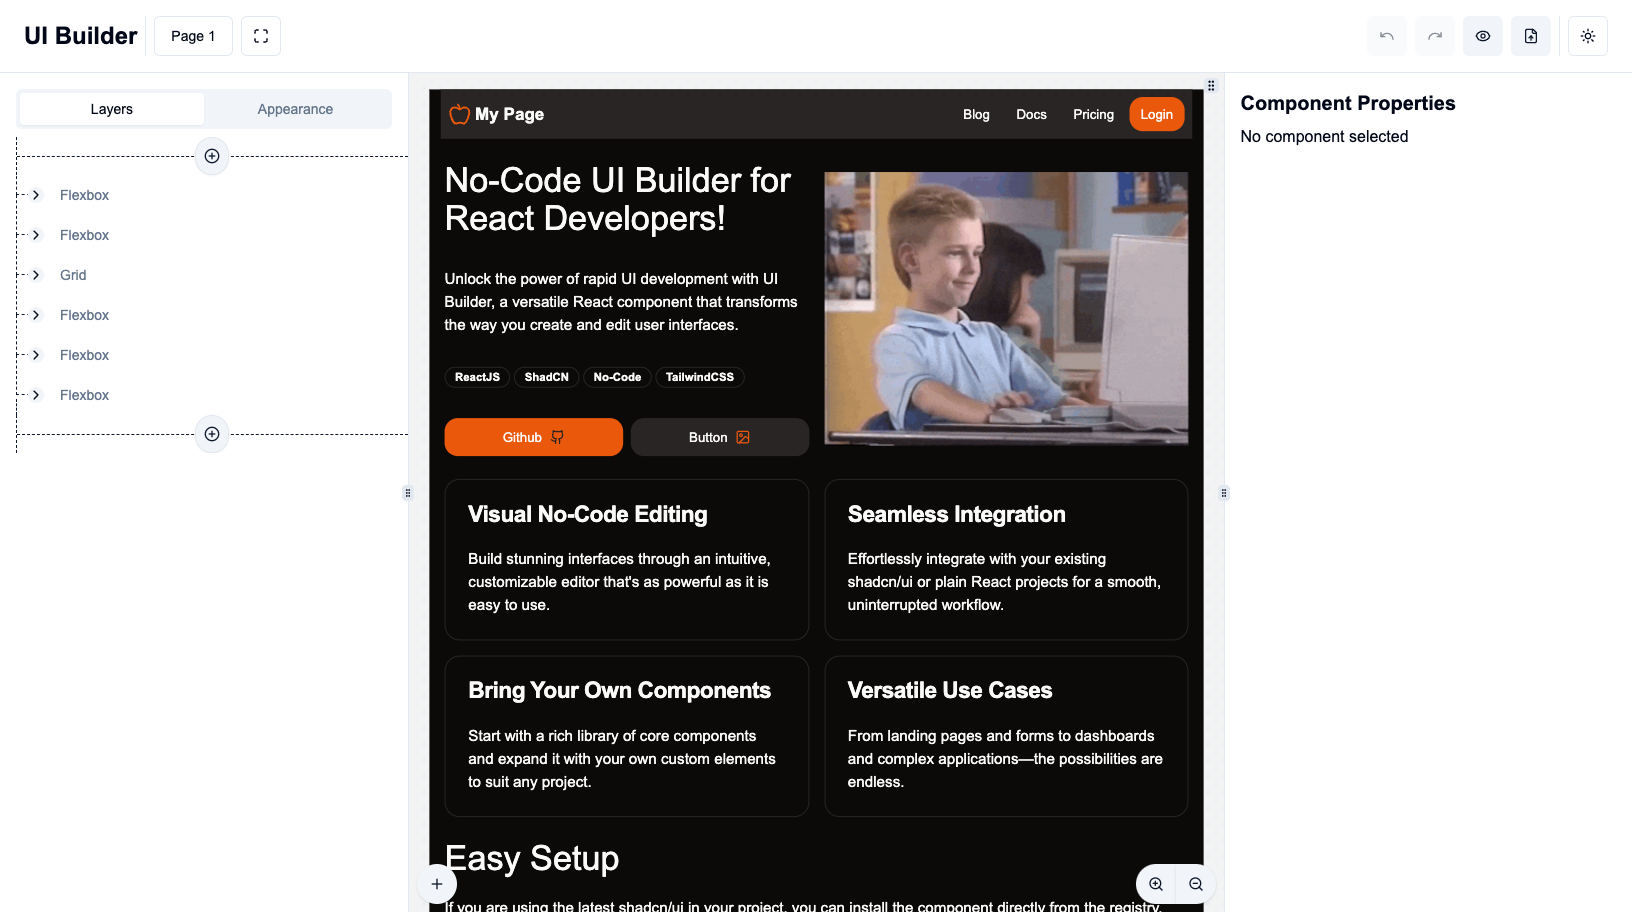 UI Builder
Page 1
Layers
Appearance
Flexbox
Flexbox
Grid
Flexbox
Flexbox
Flexbox
My Page
Blog
Docs
Pricing
Login
No-Code UI Builder for
React Developers!
Unlock the power of rapid UI development with UI
Builder, a versatile React component that transforms
the way you create and edit user interfaces.
ReactJS
ShadCN
No-Code
TailwindCSS
Github
Button
Visual No-Code Editing
Build stunning interfaces through an intuitive,
customizable editor that's as powerful as it is
easy to use.
Seamless Integration
Effortlessly integrate with your existing
shadcn/ui or plain React projects for a smooth,
uninterrupted workflow.
Bring Your Own Components
Start with a rich library of core components
and expand it with your own custom elements
to suit any project.
Versatile Use Cases
From landing pages and forms to dashboards
and complex applications—the possibilities are
endless.
Easy Setup
If you are using the latest shadcn/ui in your project, you can install the component directly from the registry.
Component Properties
No component selected